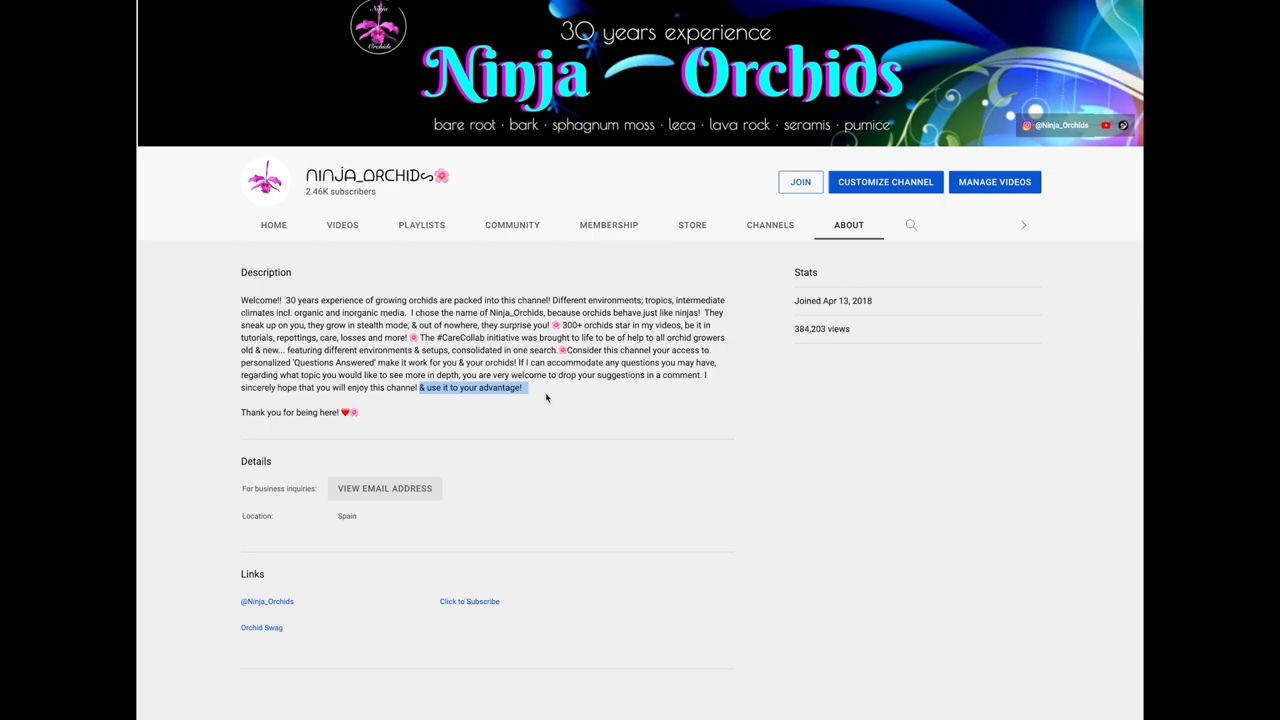 Ninja
Orchids
30 years experience
Ninja Orchids
bare root · bark · sphagnum moss · leca · lava rock · seramis · pumice
@Ninja_Orchids
2.46K subscribers
JOIN
CUSTOMIZE CHANNEL
MANAGE VIDEOS
HOME
VIDEOS
PLAYLISTS
COMMUNITY
MEMBERSHIP
STORE
CHANNELS
ABOUT
Description
Welcome!! 30 years experience of growing orchids are packed into this channel! Different environments; tropics, intermediate
climates incl. organic and inorganic media. I chose the name of Ninja_Orchids, because orchids behave just like ninjas! They
sneak up on you, they grow in stealth mode, & out of nowhere, they surprise you! 🌸 300+ orchids star in my videos, be it in
tutorials, repottings, care, losses and more! 🌸 The #CareCollab initiative was brought to life to be of help to all orchid growers
old & new... featuring different environments & setups, consolidated in one search.🌸Consider this channel your access to
personalized 'Questions Answered' make it work for you & your orchids! If I can accommodate any questions you may have,
regarding what topic you would like to see more in depth, you are very welcome to drop your suggestions in a comment. I
sincerely hope that you will enjoy this channel & use it to your advantage!
Thank you for being here! ❤️🌸
Stats
Joined Apr 13, 2018
384,203 views
Details
For business inquiries:
VIEW EMAIL ADDRESS
Location:
Spain
Links
@Ninja_Orchids
Click to Subscribe
Orchid Swag